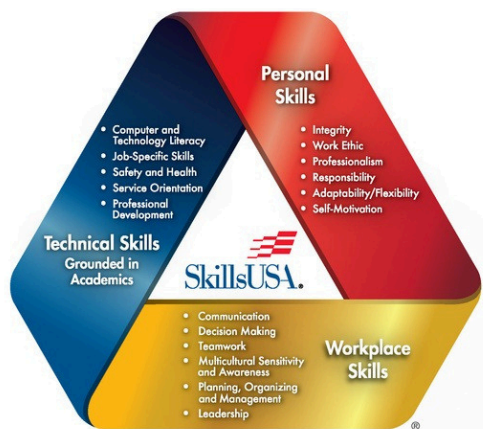 Personal
Skills
• Integrity
• Work Ethic
• Professionalism
• Responsibility
• Adaptability/Flexibility
• Self-Motivation
• Computer and
Technology Literacy
• Job-Specific Skills
• Safety and Health
• Service Orientation
• Professional
Development
Technical Skills
Grounded in
Academics
SkillsUSA.
• Communication
• Decision Making
• Teamwork
• Multicultural Sensitivity
and Awareness
• Planning, Organizing
and Management
• Leadership
Workplace
Skills
®